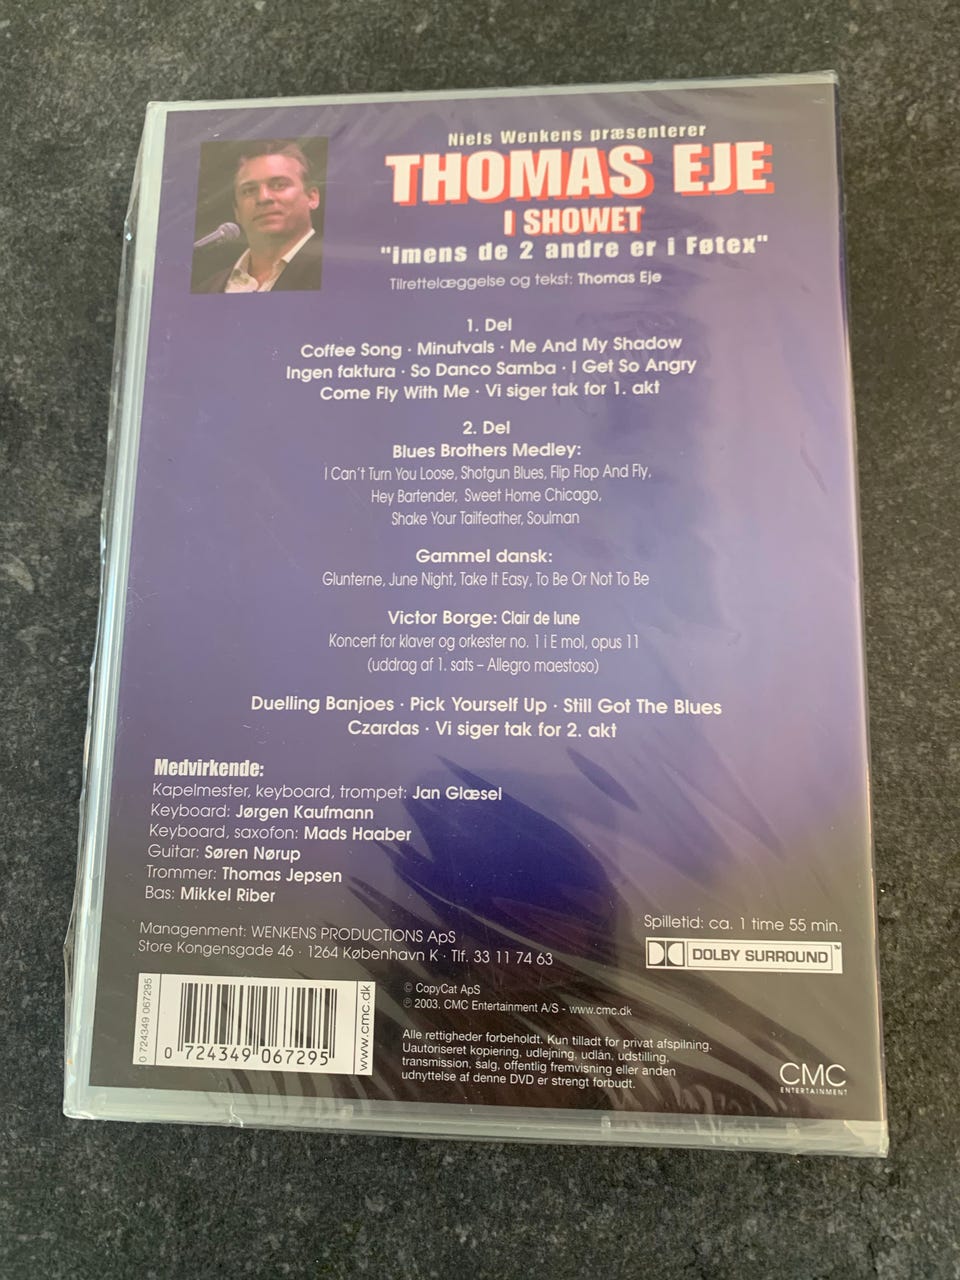 Niels Wenkens præsenterer
THOMAS EJE
I SHOWET
"imens de 2 andre er i Føtex"
Tilrettelæggelse og tekst: Thomas Eje
1. Del
Coffee Song · Minutvals · Me And My Shadow
Ingen faktura · So Danco Samba · I Get So Angry
Come Fly With Me · Vi siger tak for 1. akt
2. Del
Blues Brothers Medley:
I Can't Turn You Loose, Shotgun Blues, Flip Flop And Fly,
Hey Bartender, Sweet Home Chicago,
Shake Your Tailfeather, Soulman
Gammel dansk:
Glunterne, June Night, Take It Easy, To Be Or Not To Be
Victor Borge: Clair de lune
Koncert for klaver og orkester no. 1 i E mol, opus 11
(uddrag af 1. sats – Allegro maestoso)
Duelling Banjoes · Pick Yourself Up · Still Got The Blues
Czardas · Vi siger tak for 2. akt
Medvirkende:
Kapelmester, keyboard, trompet: Jan Glæsel
Keyboard: Jørgen Kaufmann
Keyboard, saxofon: Mads Haaber
Guitar: Søren Nørup
Trommer: Thomas Jepsen
Bas: Mikkel Riber
Managenment: WENKENS PRODUCTIONS ApS
Store Kongensgade 46 · 1264 København K · Tlf. 33 11 74 63
Spilletid: ca. 1 time 55 min.
DOLBY SURROUND™
0 724349 067295
0 724349 067295
www.cmc.dk
© CopyCat ApS
℗ 2003. CMC Entertainment A/S - www.cmc.dk
Alle rettigheder forbeholdt. Kun tilladt for privat afspilning.
Uautoriseret kopiering, udlejning, udlån, udstilling,
transmission, salg, offentlig fremvisning eller anden
udnyttelse af denne DVD er strengt forbudt.
CMC
ENTERTAINMENT